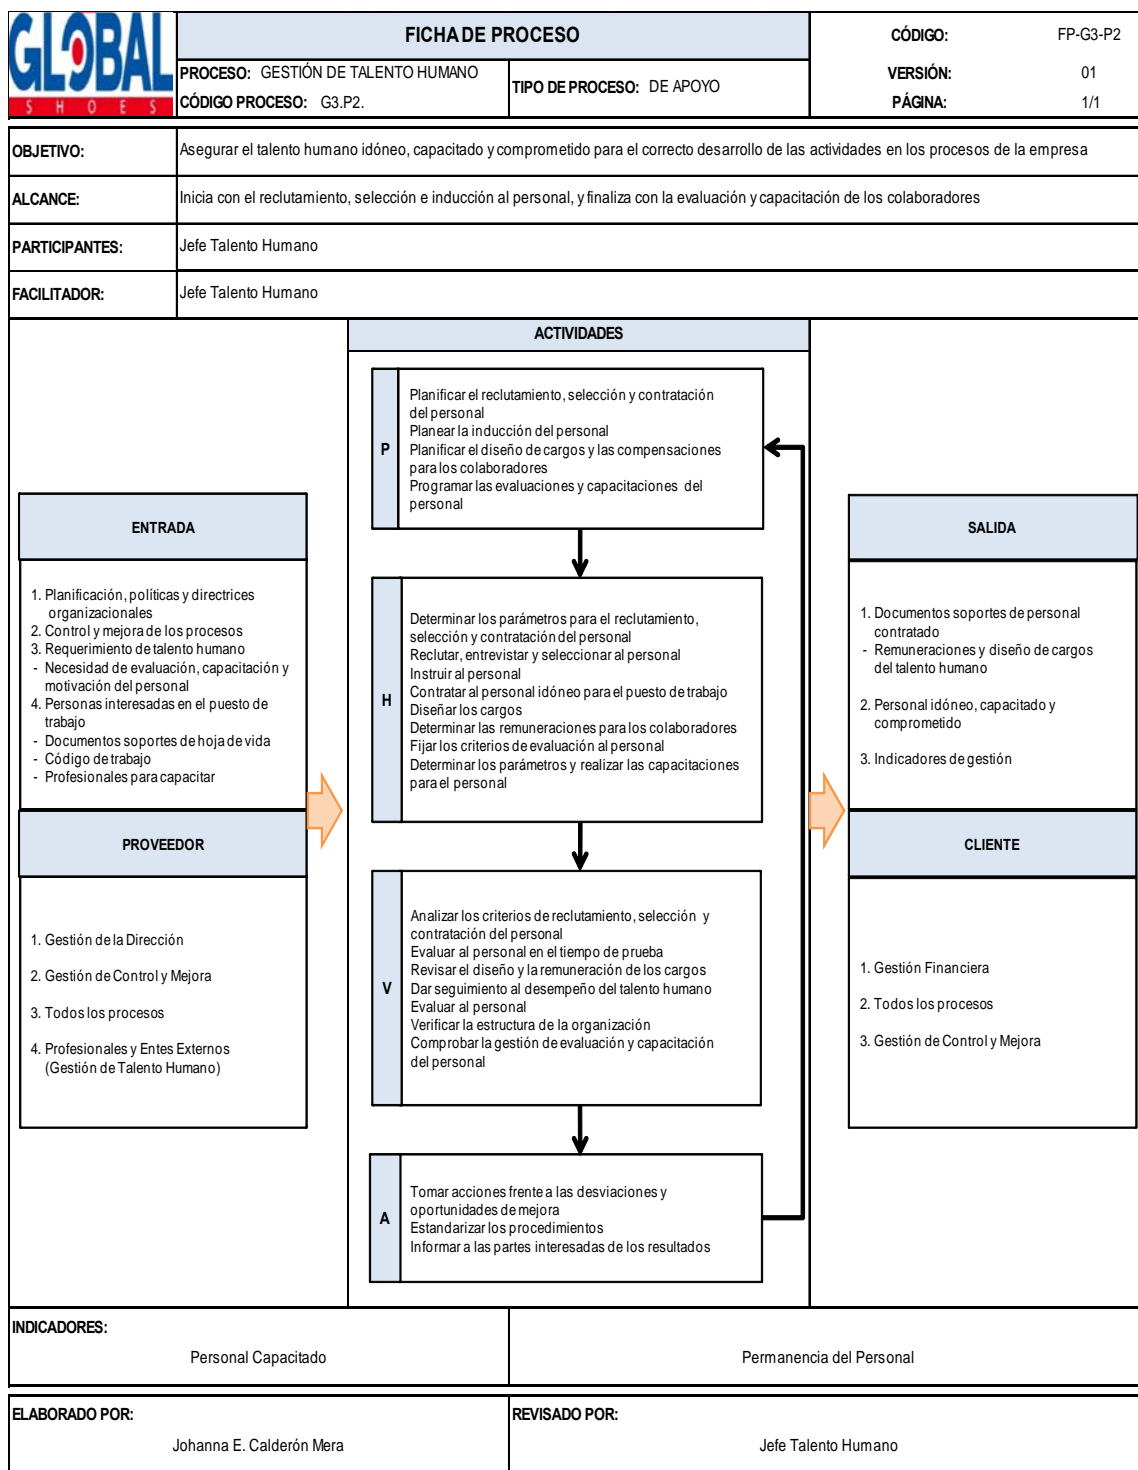 GLOBAL
SHOES
FICHA DE PROCESO
PROCESO: GESTIÓN DE TALENTO HUMANO
CÓDIGO PROCESO: G3.P2.
TIPO DE PROCESO: DE APOYO
CÓDIGO: FP-G3-P2
VERSIÓN: 01
PÁGINA: 1/1
OBJETIVO: Asegurar el talento humano idóneo, capacitado y comprometido para el correcto desarrollo de las actividades en los procesos de la empresa
ALCANCE: Inicia con el reclutamiento, selección e inducción al personal, y finaliza con la evaluación y capacitación de los colaboradores
PARTICIPANTES: Jefe Talento Humano
FACILITADOR: Jefe Talento Humano
ENTRADA
1. Planificación, políticas y directrices
organizacionales
2. Control y mejora de los procesos
3. Requerimiento de talento humano
- Necesidad de evaluación, capacitación y
motivación del personal
4. Personas interesadas en el puesto de
trabajo
- Documentos soportes de hoja de vida
- Código de trabajo
- Profesionales para capacitar
PROVEEDOR
1. Gestión de la Dirección
2. Gestión de Control y Mejora
3. Todos los procesos
4. Profesionales y Entes Externos
(Gestión de Talento Humano)
ACTIVIDADES
P
Planificar el reclutamiento, selección y contratación
del personal
Planear la inducción del personal
Planificar el diseño de cargos y las compensaciones
para los colaboradores
Programar las evaluaciones y capacitaciones del
personal
H
Determinar los parámetros para el reclutamiento,
selección y contratación del personal
Reclutar, entrevistar y seleccionar al personal
Instruir al personal
Contratar al personal idóneo para el puesto de trabajo
Diseñar los cargos
Determinar las remuneraciones para los colaboradores
Fijar los criterios de evaluación al personal
Determinar los parámetros y realizar las capacitaciones
para el personal
V
Analizar los criterios de reclutamiento, selección y
contratación del personal
Evaluar al personal en el tiempo de prueba
Revisar el diseño y la remuneración de los cargos
Dar seguimiento al desempeño del talento humano
Evaluar al personal
Verificar la estructura de la organización
Comprobar la gestión de evaluación y capacitación
del personal
A
Tomar acciones frente a las desviaciones y
oportunidades de mejora
Estandarizar los procedimientos
Informar a las partes interesadas de los resultados
SALIDA
1. Documentos soportes de personal
contratado
- Remuneraciones y diseño de cargos
del talento humano
2. Personal idóneo, capacitado y
comprometido
3. Indicadores de gestión
CLIENTE
1. Gestión Financiera
2. Todos los procesos
3. Gestión de Control y Mejora
INDICADORES:
Personal Capacitado
Permanencia del Personal
ELABORADO POR:
Johanna E. Calderón Mera
REVISADO POR:
Jefe Talento Humano